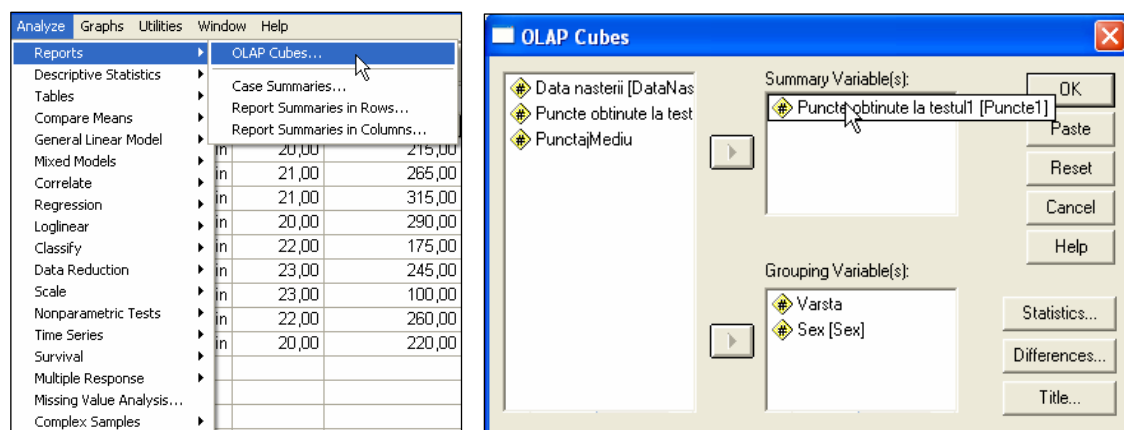 Analyze Graphs Utilities Window Help
Reports
Descriptive Statistics
Tables
Compare Means
General Linear Model
Mixed Models
Correlate
Regression
Loglinear
Classify
Data Reduction
Scale
Nonparametric Tests
Time Series
Survival
Multiple Response
Missing Value Analysis...
Complex Samples
OLAP Cubes...
Case Summaries...
Report Summaries in Rows...
Report Summaries in Columns...
in 20,00 215,00
in 21,00 265,00
in 21,00 315,00
in 20,00 290,00
in 22,00 175,00
in 23,00 245,00
in 23,00 100,00
in 22,00 260,00
in 20,00 220,00
OLAP Cubes
Data nasterii [DataNas
Puncte obtinute la test
PunctajMediu
Summary Variable(s):
Puncte obtinute la testul1 [Puncte1]
Grouping Variable(s):
Varsta
Sex [Sex]
OK
Paste
Reset
Cancel
Help
Statistics...
Differences...
Title...